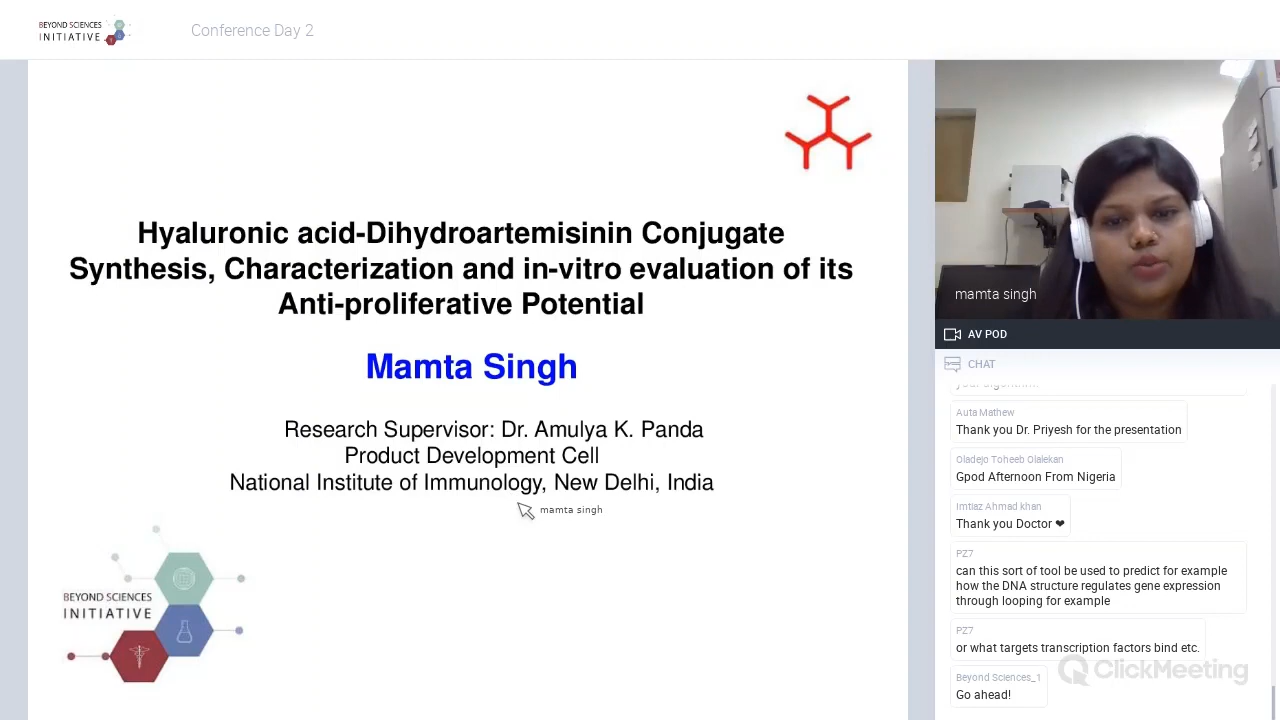 BEYOND SCIENCES
INITIATIVE
Conference Day 2
Hyaluronic acid-Dihydroartemisinin Conjugate
Synthesis, Characterization and in-vitro evaluation of its
Anti-proliferative Potential
Mamta Singh
Research Supervisor: Dr. Amulya K. Panda
Product Development Cell
National Institute of Immunology, New Delhi, India
mamta singh
BEYOND SCIENCES
INITIATIVE
mamta singh
AV POD
CHAT
your algorithm.
Auta Mathew
Thank you Dr. Priyesh for the presentation
Oladejo Toheeb Olalekan
Gpod Afternoon From Nigeria
Imtiaz Ahmad khan
Thank you Doctor ❤
PZ7
can this sort of tool be used to predict for example
how the DNA structure regulates gene expression
through looping for example
PZ7
or what targets transcription factors bind etc.
ClickMeeting
Beyond Sciences_1
Go ahead!